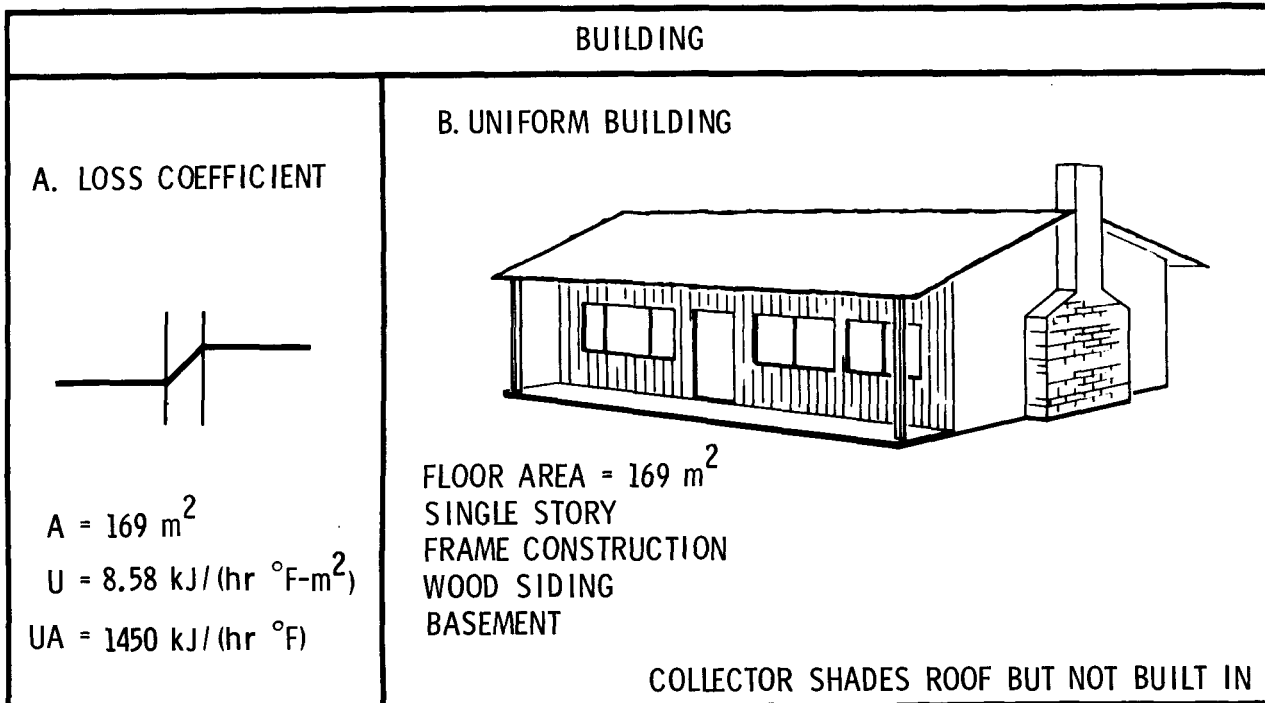 BUILDING
A. LOSS COEFFICIENT
A = 169 m²
U = 8.58 kJ/(hr °F-m²)
UA = 1450 kJ/(hr °F)
B. UNIFORM BUILDING
FLOOR AREA = 169 m²
SINGLE STORY
FRAME CONSTRUCTION
WOOD SIDING
BASEMENT
COLLECTOR SHADES ROOF BUT NOT BUILT IN